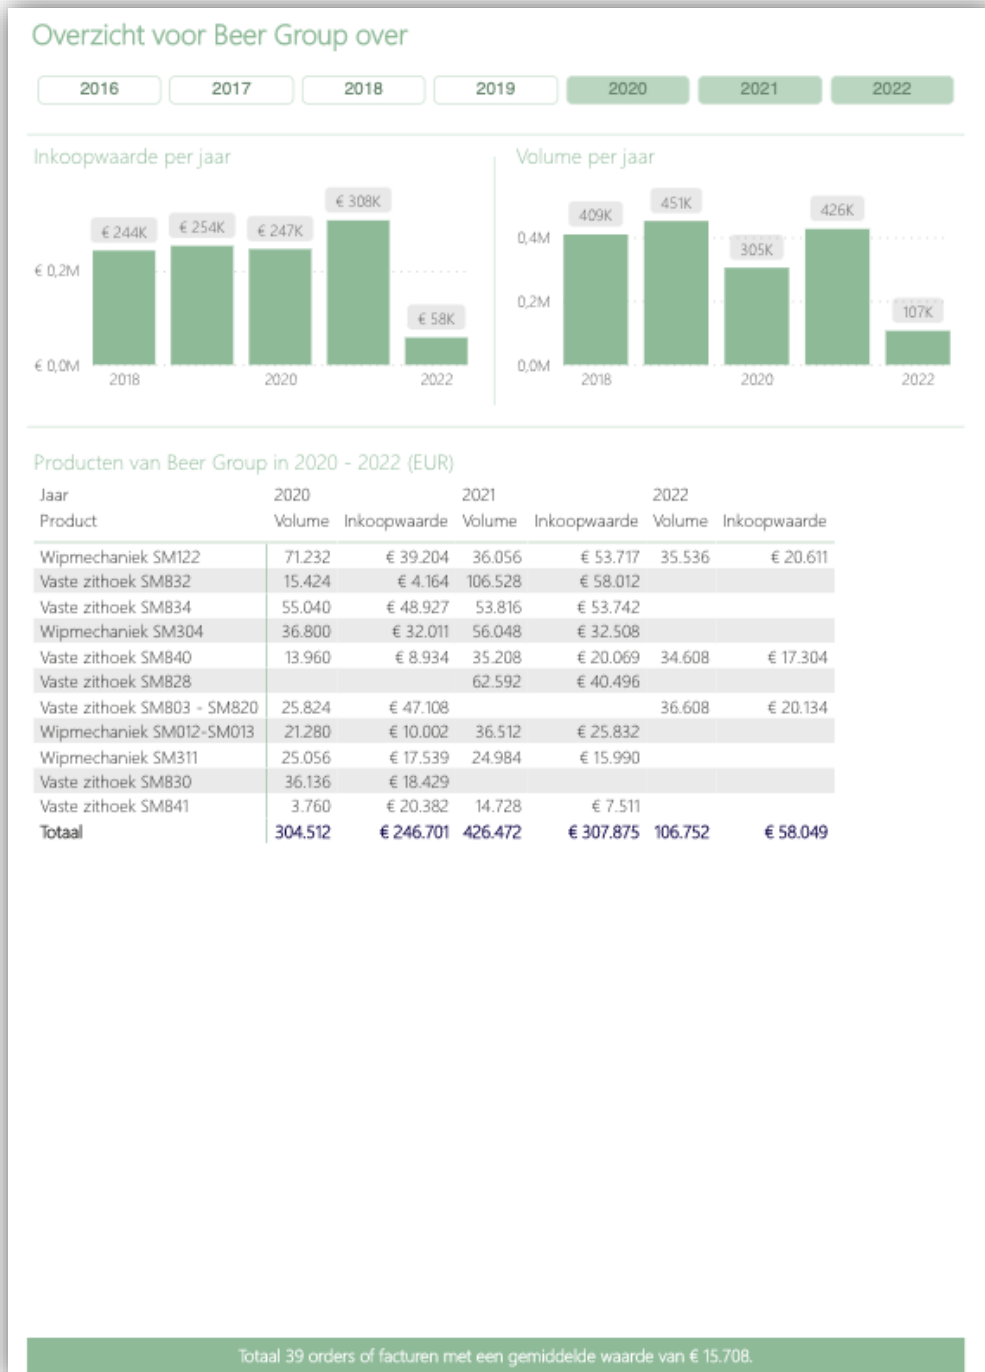 Overzicht voor Beer Group over
2016 2017 2018 2019 2020 2021 2022
Inkoopwaarde per jaar
€ 308K
€ 244K € 254K € 247K
€ 0,2M
€ 58K
€ 0,0M
2018 2020 2022
Volume per jaar
409K 451K 426K
0,4M
305K
0,2M
107K
0,0M
2018 2020 2022
Producten van Beer Group in 2020 - 2022 (EUR)
Jaar 2020 2021 2022
Product Volume Inkoopwaarde Volume Inkoopwaarde Volume Inkoopwaarde
Wipmechaniek SM122 71.232 € 39.204 36.056 € 53.717 35.536 € 20.611
Vaste zithoek SM832 15.424 € 4.164 106.528 € 58.012
Vaste zithoek SM834 55.040 € 48.927 53.816 € 53.742
Wipmechaniek SM304 36.800 € 32.011 56.048 € 32.508
Vaste zithoek SM840 13.960 € 8.934 35.208 € 20.069 34.608 € 17.304
Vaste zithoek SM828 62.592 € 40.496
Vaste zithoek SM803 - SM820 25.824 € 47.108 36.608 € 20.134
Wipmechaniek SM012-SM013 21.280 € 10.002 36.512 € 25.832
Wipmechaniek SM311 25.056 € 17.539 24.984 € 15.990
Vaste zithoek SM830 36.136 € 18.429
Vaste zithoek SM841 3.760 € 20.382 14.728 € 7.511
Totaal 304.512 € 246.701 426.472 € 307.875 106.752 € 58.049
Totaal 39 orders of facturen met een gemiddelde waarde van € 15.708.